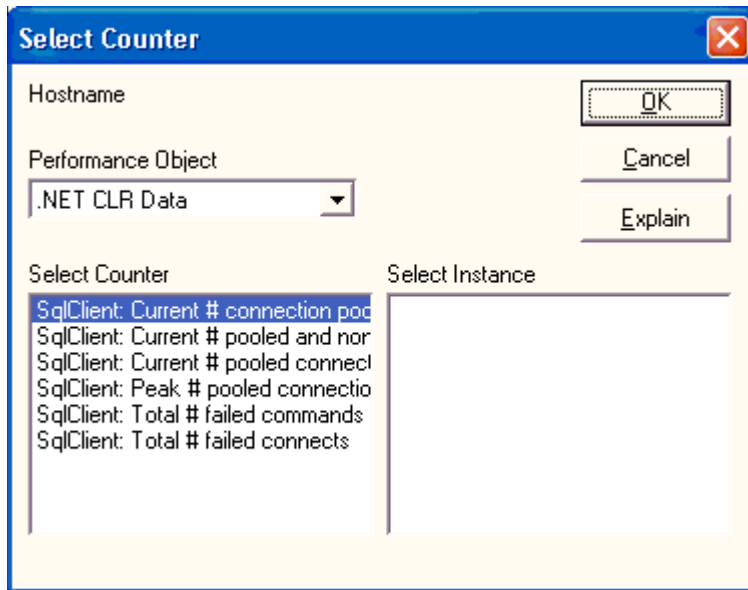 Select Counter
Hostname
OK
Performance Object
Cancel
.NET CLR Data
Explain
Select Counter
Select Instance
SqlClient: Current # connection poo
SqlClient: Current # pooled and nor
SqlClient: Current # pooled connect
SqlClient: Peak # pooled connectio
SqlClient: Total # failed commands
SqlClient: Total # failed connects